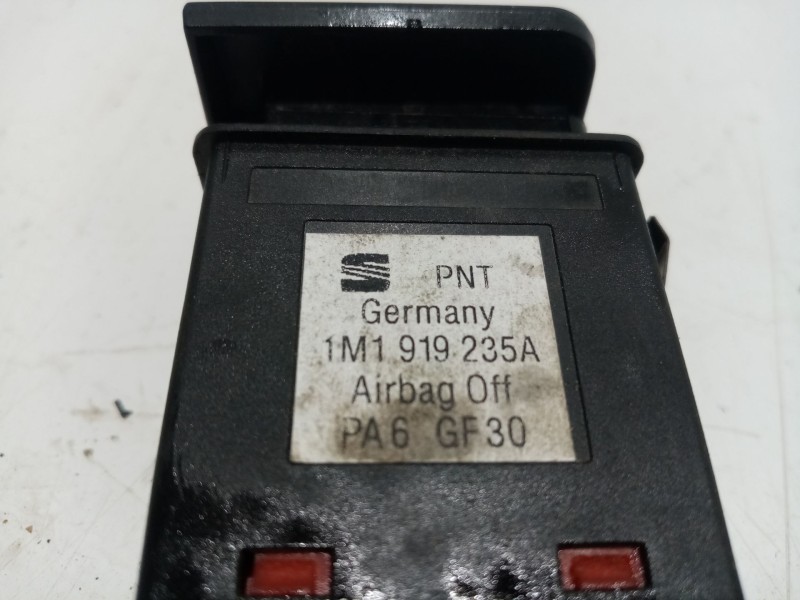 PNT
Germany
1M1 919 235A
Airbag Off
PA6 GF30